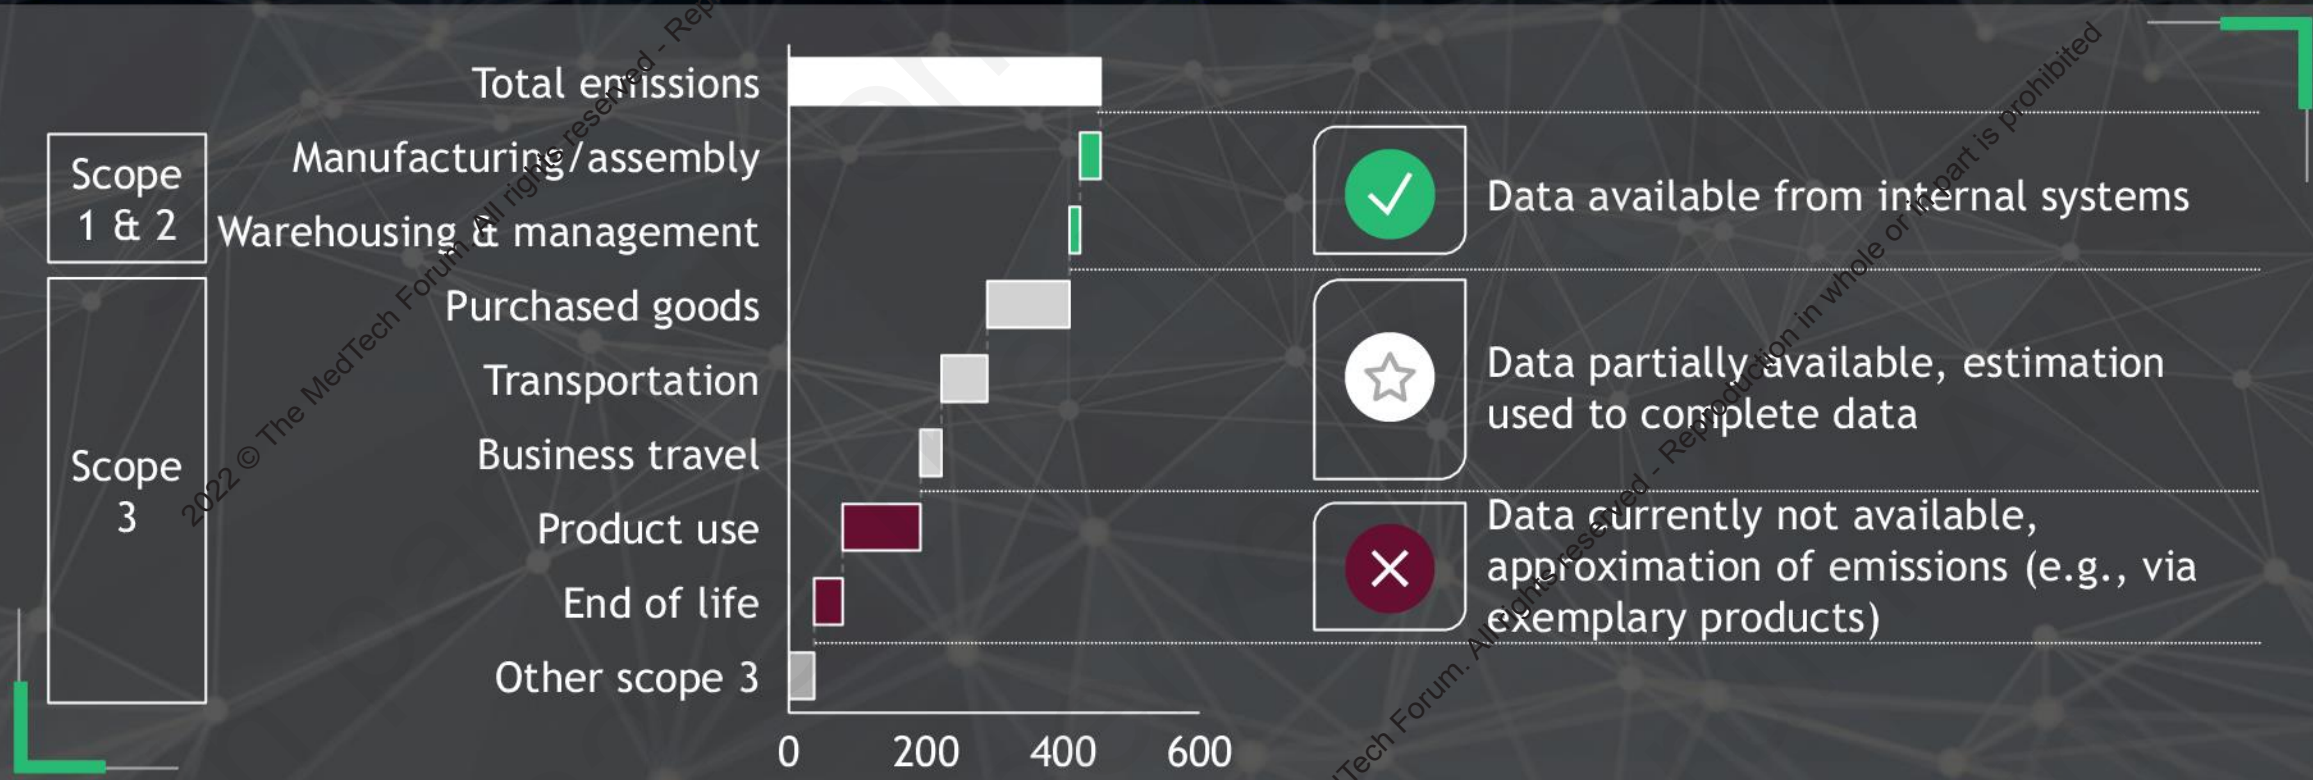 Total emissions
Scope
1 & 2
Manufacturing/assembly
Warehousing & management
Scope
3
Purchased goods
Transportation
Business travel
Product use
End of life
Other scope 3
0 200 400 600
Data available from internal systems
Data partially available, estimation
used to complete data
Data currently not available,
approximation of emissions (e.g., via
exemplary products)
2022 © The MedTech Forum. All rights reserved - Rep
Tech Forum. All rights reserved - Reproduction in whole or in part is prohibited